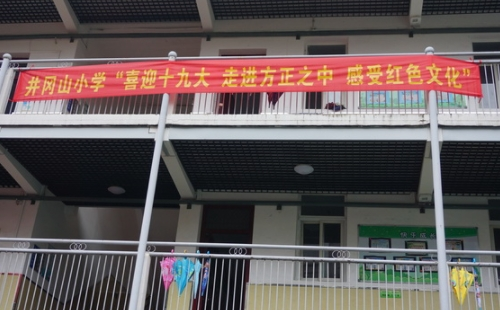 井冈山小学“喜迎十九大 走进方正之中 感受红色文化”